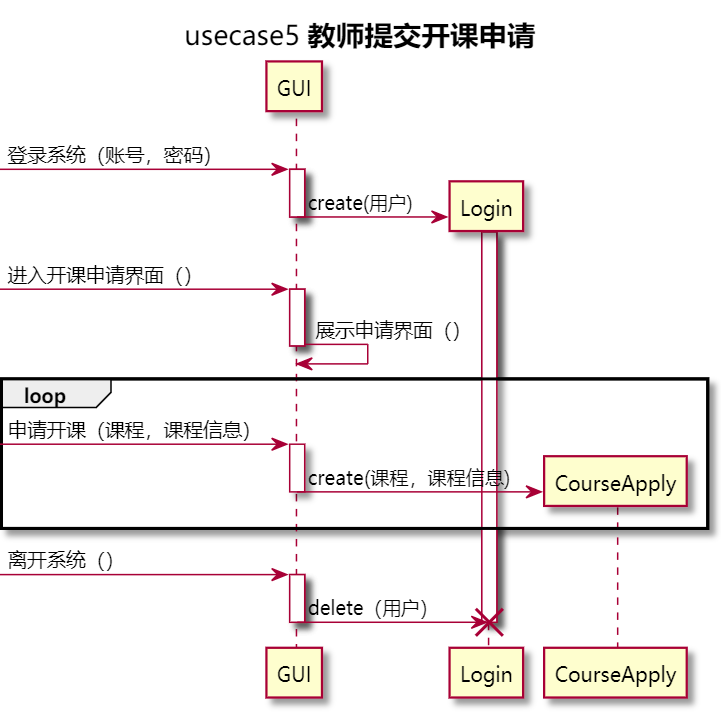 usecase5 教师提交开课申请
GUI
登录系统（账号，密码）
create(用户)
Login
进入开课申请界面（）
展示申请界面（）
loop
申请开课（课程，课程信息）
create(课程，课程信息)
CourseApply
离开系统（）
delete（用户）
GUI
Login
CourseApply